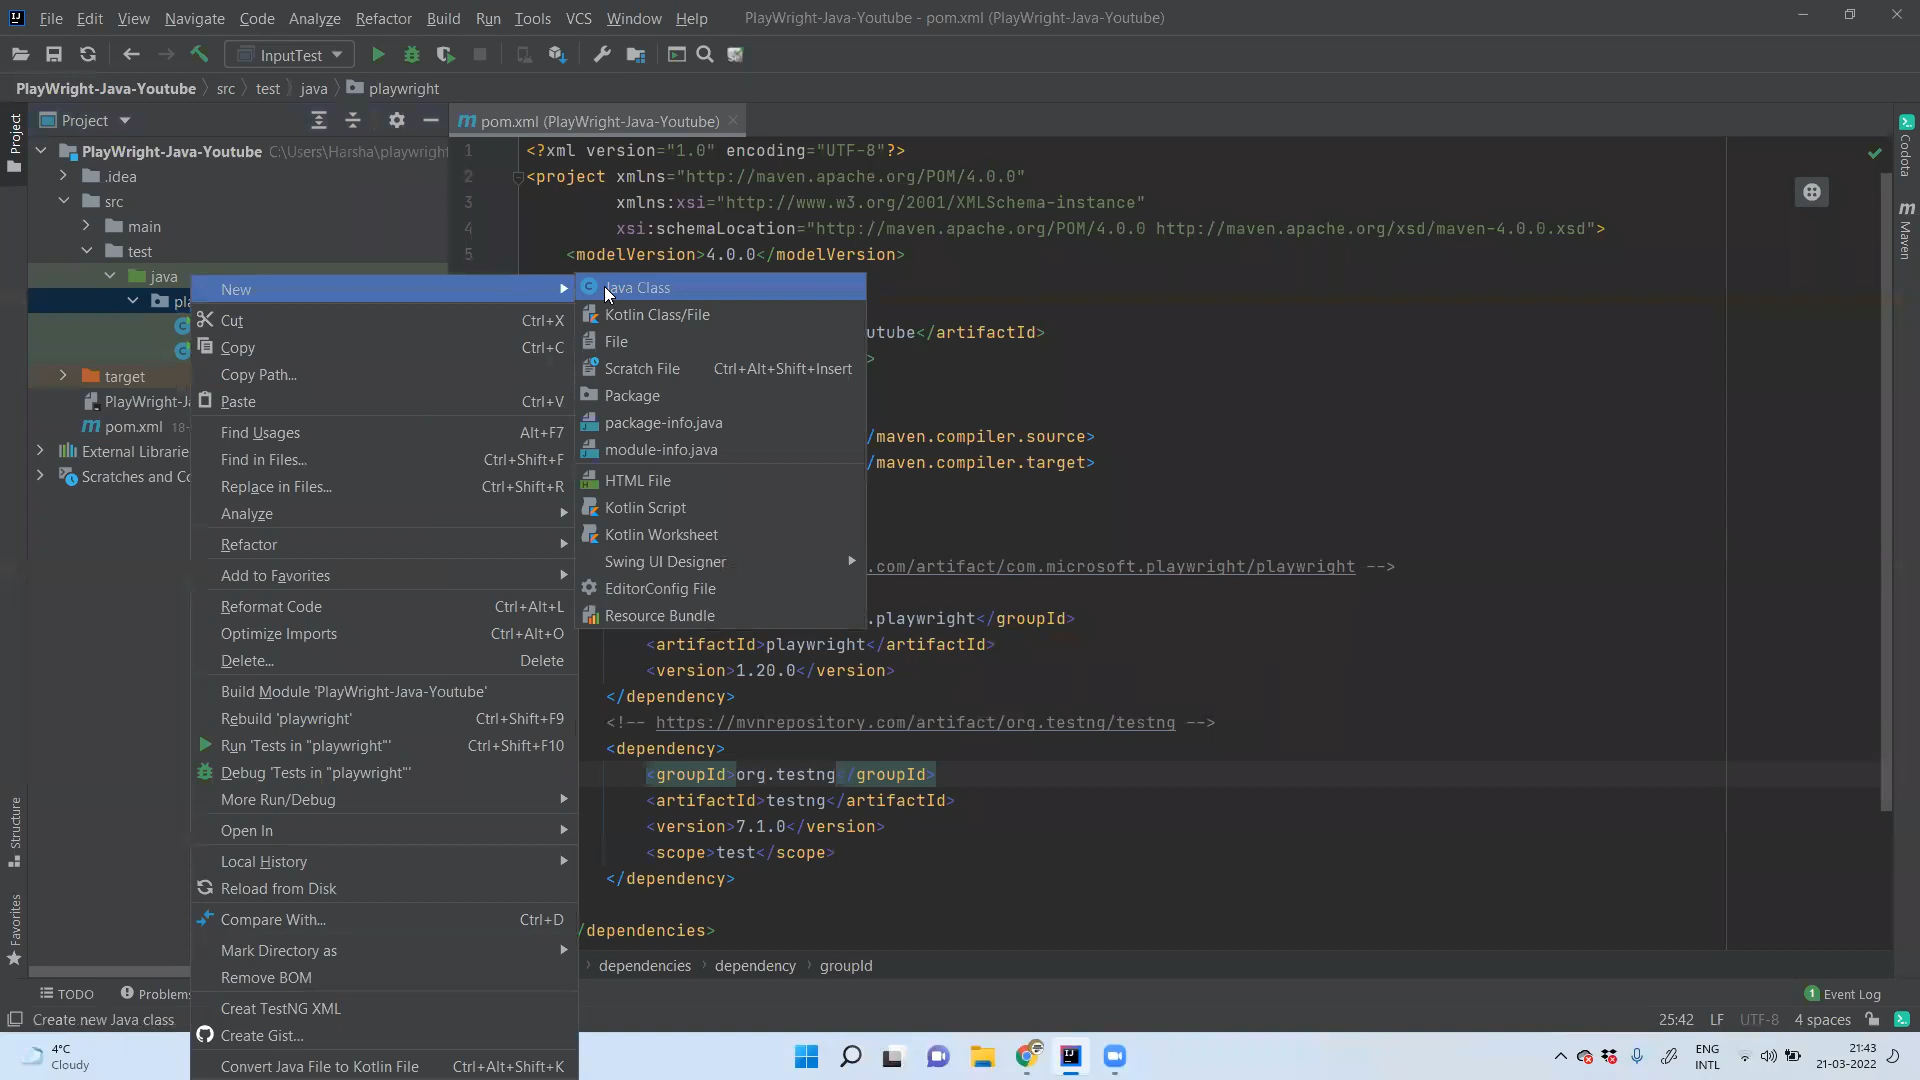 File Edit View Navigate Code Analyze Refactor Build Run Tools VCS Window Help PlayWright-Java-Youtube - pom.xml (PlayWright-Java-Youtube)
InputTest
PlayWright-Java-Youtube src test java playwright
Project pom.xml (PlayWright-Java-Youtube)
Project
PlayWright-Java-Youtube C:\Users\Harsha\playwright
.idea
src
main
test
java
target
pom.xml
External Librarie
1 <?xml version="1.0" encoding="UTF-8"?>
2 <project xmlns="http://maven.apache.org/POM/4.0.0"
3 xmlns:xsi="http://www.w3.org/2001/XMLSchema-instance"
4 xsi:schemaLocation="http://maven.apache.org/POM/4.0.0 http://maven.apache.org/xsd/maven-4.0.0.xsd">
5 <modelVersion>4.0.0</modelVersion>
utube</artifactId>
>
/maven.compiler.source>
/maven.compiler.target>
.com/artifact/com.microsoft.playwright/playwright -->
.playwright</groupId>
<artifactId>playwright</artifactId>
<version>1.20.0</version>
</dependency>
<!-- https://mvnrepository.com/artifact/org.testng/testng -->
<dependency>
<groupId>org.testng</groupId>
<artifactId>testng</artifactId>
<version>7.1.0</version>
<scope>test</scope>
</dependency>
/dependencies>
dependencies dependency groupId
New
Cut Ctrl+X
Copy Ctrl+C
Copy Path...
Paste Ctrl+V
Find Usages Alt+F7
Find in Files... Ctrl+Shift+F
Replace in Files... Ctrl+Shift+R
Analyze
Refactor
Add to Favorites
Reformat Code Ctrl+Alt+L
Optimize Imports Ctrl+Alt+O
Delete... Delete
Build Module 'PlayWright-Java-Youtube'
Rebuild 'playwright' Ctrl+Shift+F9
Run 'Tests in "playwright"' Ctrl+Shift+F10
Debug 'Tests in "playwright"'
More Run/Debug
Open In
Local History
Reload from Disk
Compare With... Ctrl+D
Mark Directory as
Remove BOM
Creat TestNG XML
Create Gist...
Convert Java File to Kotlin File Ctrl+Alt+Shift+K
Java Class
Kotlin Class/File
File
Scratch File Ctrl+Alt+Shift+Insert
Package
package-info.java
module-info.java
HTML File
Kotlin Script
Kotlin Worksheet
Swing UI Designer
EditorConfig File
Resource Bundle
Codota
Maven
Structure
Favorites
TODO Problems Event Log
Create new Java class 25:42 LF UTF-8 4 spaces
4°C
Cloudy
ENG
INTL
21:43
21-03-2022